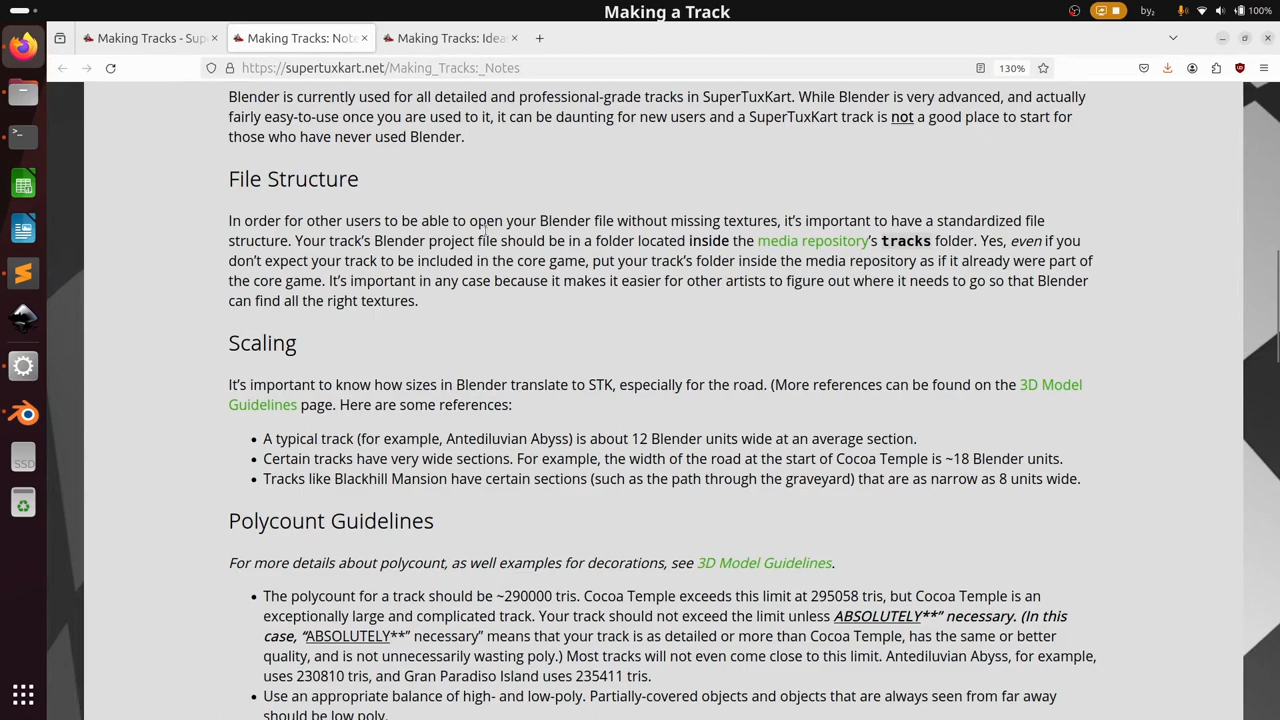 Making a Track
by₂
100%
Making Tracks - Sup
Making Tracks: Note
Making Tracks: Idea
https://supertuxkart.net/Making_Tracks:_Notes
130%
Blender is currently used for all detailed and professional-grade tracks in SuperTuxKart. While Blender is very advanced, and actually
fairly easy-to-use once you are used to it, it can be daunting for new users and a SuperTuxKart track is not a good place to start for
those who have never used Blender.
File Structure
In order for other users to be able to open your Blender file without missing textures, it's important to have a standardized file
structure. Your track's Blender project file should be in a folder located inside the media repository's tracks folder. Yes, even if you
don't expect your track to be included in the core game, put your track's folder inside the media repository as if it already were part of
the core game. It's important in any case because it makes it easier for other artists to figure out where it needs to go so that Blender
can find all the right textures.
Scaling
It's important to know how sizes in Blender translate to STK, especially for the road. (More references can be found on the 3D Model
Guidelines page. Here are some references:
• A typical track (for example, Antediluvian Abyss) is about 12 Blender units wide at an average section.
• Certain tracks have very wide sections. For example, the width of the road at the start of Cocoa Temple is ~18 Blender units.
• Tracks like Blackhill Mansion have certain sections (such as the path through the graveyard) that are as narrow as 8 units wide.
SSD
Polycount Guidelines
For more details about polycount, as well examples for decorations, see 3D Model Guidelines.
• The polycount for a track should be ~290000 tris. Cocoa Temple exceeds this limit at 295058 tris, but Cocoa Temple is an
exceptionally large and complicated track. Your track should not exceed the limit unless ABSOLUTELY**" necessary. (In this
case, "ABSOLUTELY**" necessary" means that your track is as detailed or more than Cocoa Temple, has the same or better
quality, and is not unnecessarily wasting poly.) Most tracks will not even come close to this limit. Antediluvian Abyss, for example,
uses 230810 tris, and Gran Paradiso Island uses 235411 tris.
• Use an appropriate balance of high- and low-poly. Partially-covered objects and objects that are always seen from far away
should be low poly.